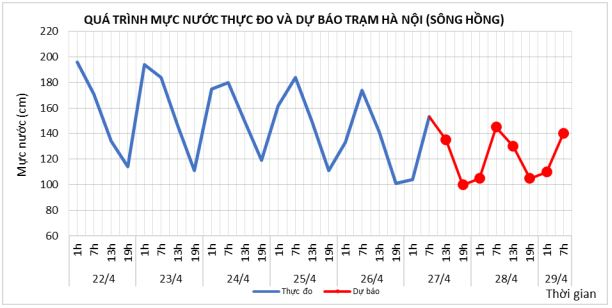 QUÁ TRÌNH MỰC NƯỚC THỰC ĐO VÀ DỰ BÁO TRẠM HÀ NỘI (SÔNG HỒNG)
Mực nước (cm)
220
200
180
160
140
120
100
80
60
1h 7h 13h 19h 1h 7h 13h 19h 1h 7h 13h 19h 1h 7h 13h 19h 1h 7h 13h 19h 1h 7h 13h 19h 1h 7h 13h 19h 1h 7h
22/4 23/4 24/4 25/4 26/4 27/4 28/4 29/4
Thực đo Dự báo Thời gian